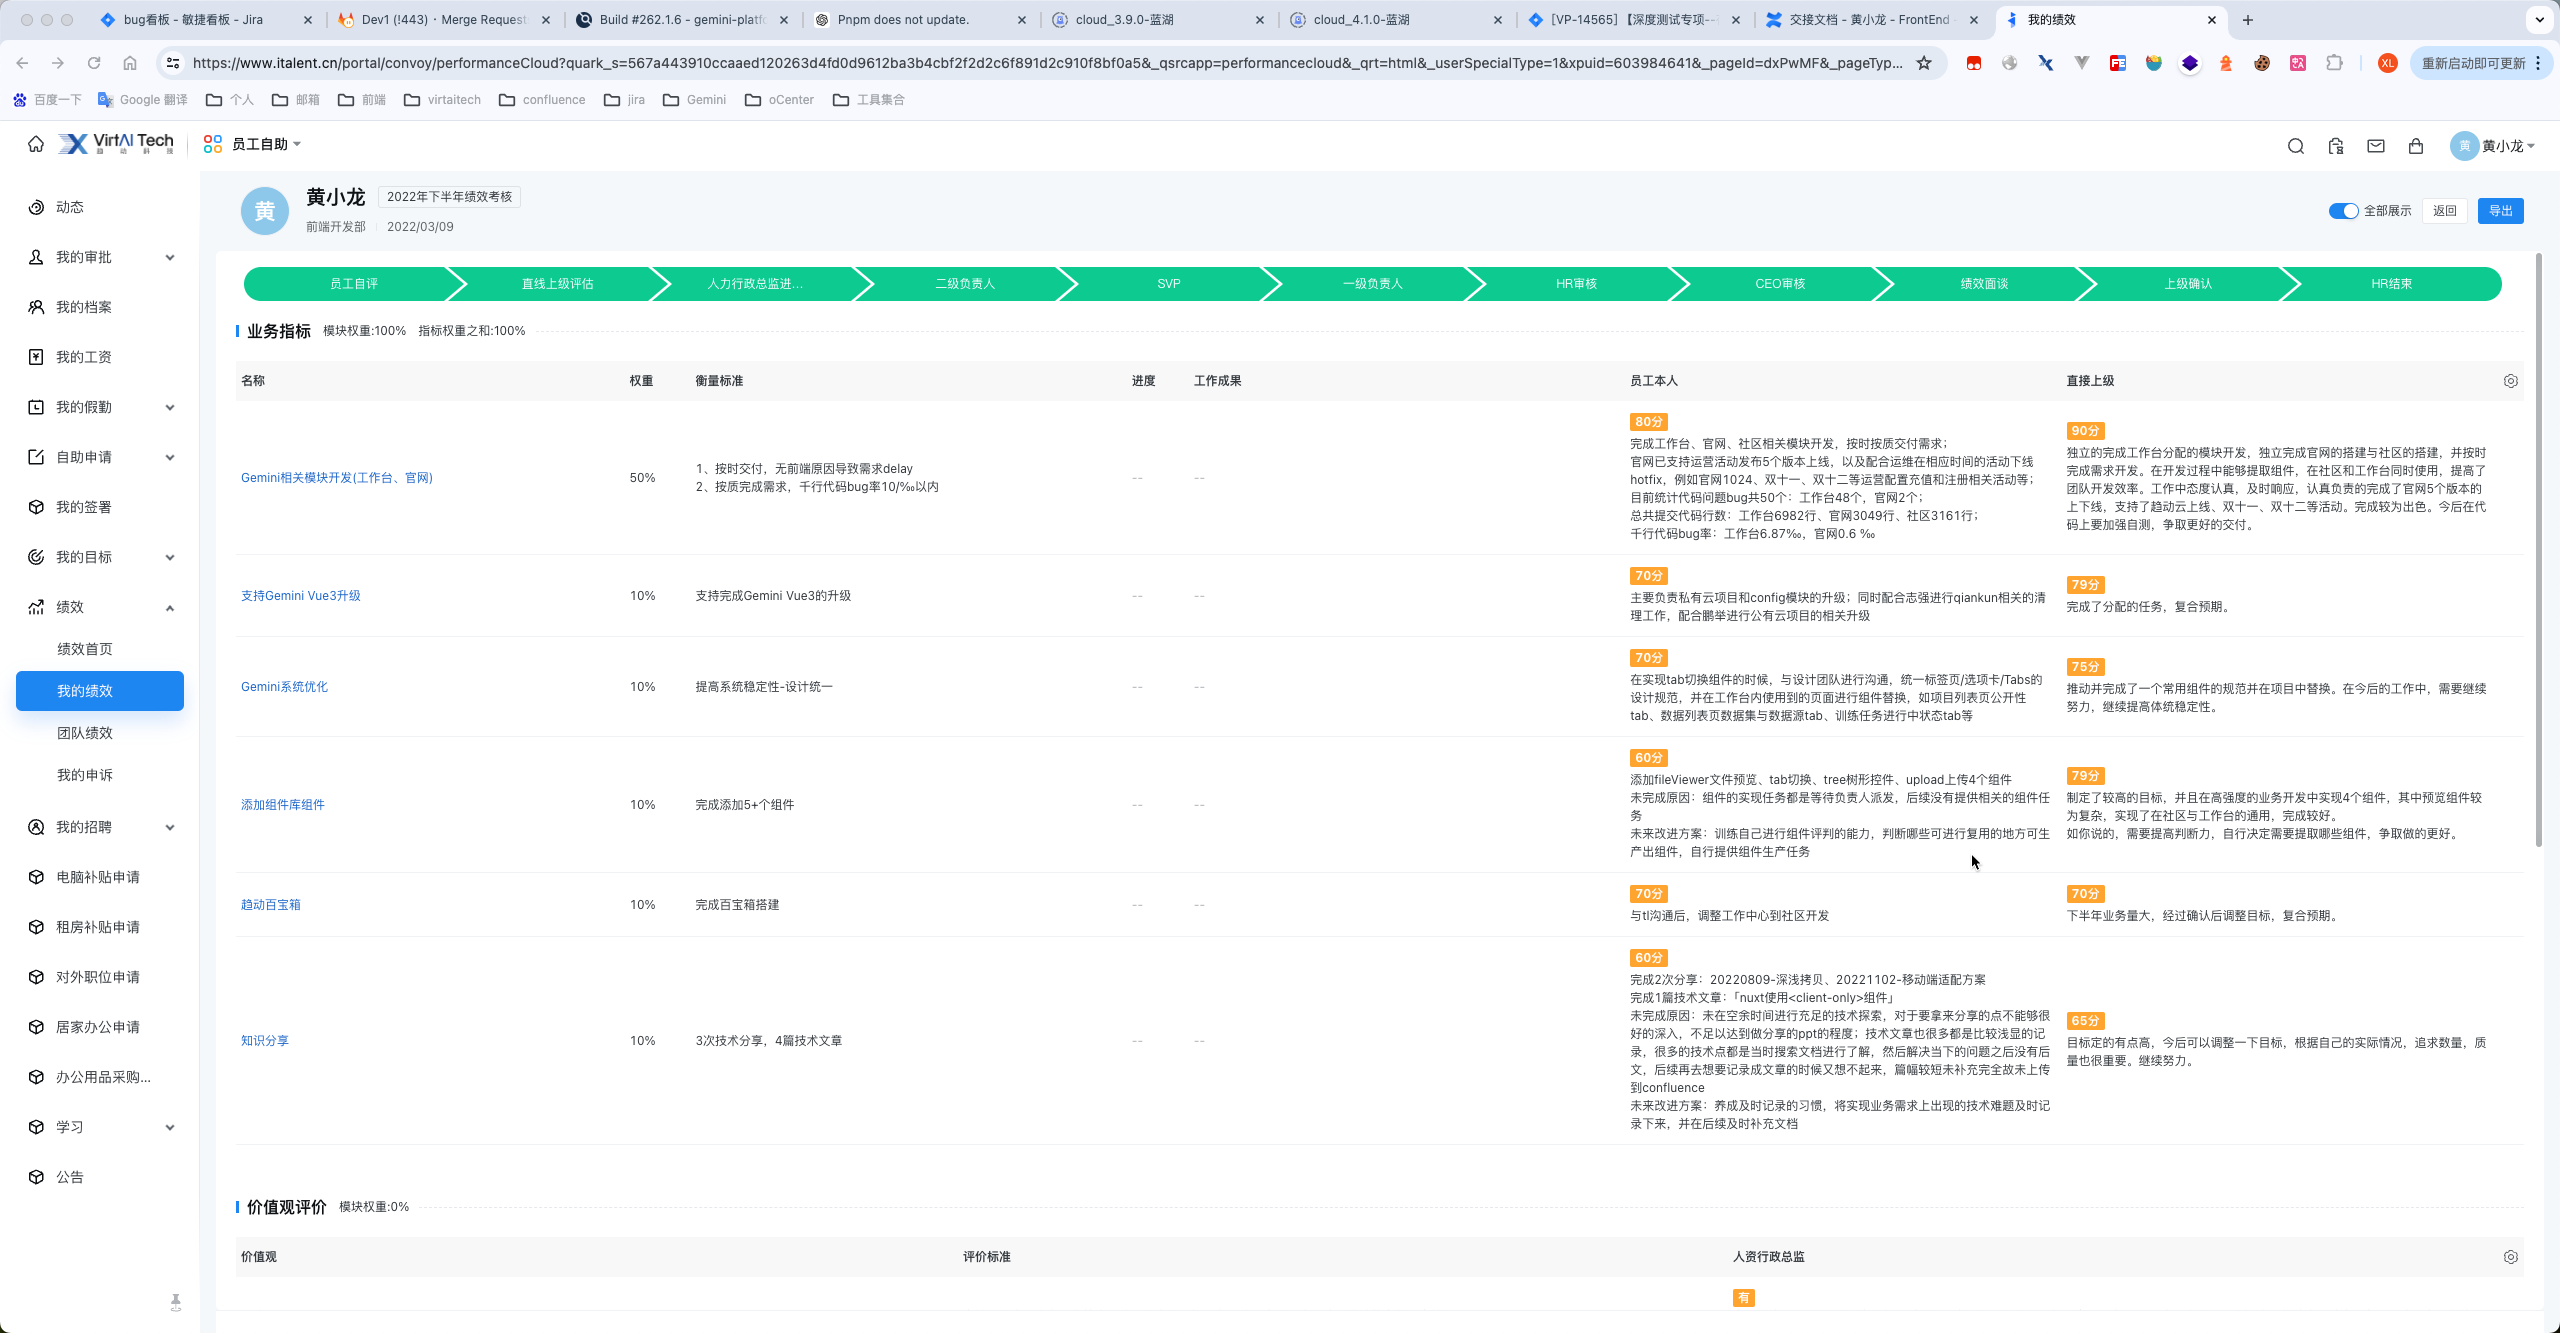 bug看板 - 敏捷看板 - Jira
Dev1 (!443) · Merge Request
Build #262.1.6 - gemini-platf
Pnpm does not update.
cloud_3.9.0-蓝湖
cloud_4.1.0-蓝湖
[VP-14565] 【深度测试专项-
交接文档 - 黄小龙 - FrontEnd
我的绩效
https://www.italent.cn/portal/convoy/performanceCloud?quark_s=567a443910ccaaed120263d4fd0d9612ba3b4cbf2f2d2c6f891d2c910f8bf0a5&_qsrcapp=performancecloud&_qrt=html&_userSpecialType=1&xpuid=603984641&_pageId=dxPwMF&_pageTyp...
XL
重新启动即可更新
百度一下
Google 翻译
个人
邮箱
前端
virtaitech
confluence
jira
Gemini
oCenter
工具集合
VirtAI Tech
趋 动 科 技
员工自助
黄
黄小龙
动态
我的审批
我的档案
我的工资
我的假勤
自助申请
我的签署
我的目标
绩效
绩效首页
我的绩效
团队绩效
我的申诉
我的招聘
电脑补贴申请
租房补贴申请
对外职位申请
居家办公申请
办公用品采购...
学习
公告
黄
黄小龙
2022年下半年绩效考核
前端开发部
2022/03/09
全部展示
返回
导出
员工自评
直线上级评估
人力行政总监进...
二级负责人
SVP
一级负责人
HR审核
CEO审核
绩效面谈
上级确认
HR结束
业务指标 模块权重:100% 指标权重之和:100%
名称
权重
衡量标准
进度
工作成果
员工本人
直接上级
Gemini相关模块开发(工作台、官网)
50%
1、按时交付，无前端原因导致需求delay
2、按质完成需求，千行代码bug率10/‰以内
--
--
80分
完成工作台、官网、社区相关模块开发，按时按质交付需求；
官网已支持运营活动发布5个版本上线，以及配合运维在相应时间的活动下线
hotfix，例如官网1024、双十一、双十二等运营配置充值和注册相关活动等；
目前统计代码问题bug共50个：工作台48个，官网2个；
总共提交代码行数：工作台6982行、官网3049行、社区3161行；
千行代码bug率：工作台6.87‰，官网0.6 ‰
90分
独立的完成工作台分配的模块开发，独立完成官网的搭建与社区的搭建，并按时
完成需求开发。在开发过程中能够提取组件，在社区和工作台同时使用，提高了
团队开发效率。工作中态度认真，及时响应，认真负责的完成了官网5个版本的
上下线，支持了趋动云上线、双十一、双十二等活动。完成较为出色。今后在代
码上要加强自测，争取更好的交付。
支持Gemini Vue3升级
10%
支持完成Gemini Vue3的升级
--
--
70分
主要负责私有云项目和config模块的升级；同时配合志强进行qiankun相关的清
理工作，配合鹏举进行公有云项目的相关升级
79分
完成了分配的任务，复合预期。
Gemini系统优化
10%
提高系统稳定性-设计统一
--
--
70分
在实现tab切换组件的时候，与设计团队进行沟通，统一标签页/选项卡/Tabs的
设计规范，并在工作台内使用到的页面进行组件替换，如项目列表页公开性
tab、数据列表页数据集与数据源tab、训练任务进行中状态tab等
75分
推动并完成了一个常用组件的规范并在项目中替换。在今后的工作中，需要继续
努力，继续提高体统稳定性。
添加组件库组件
10%
完成添加5+个组件
--
--
60分
添加fileViewer文件预览、tab切换、tree树形控件、upload上传4个组件
未完成原因：组件的实现任务都是等待负责人派发，后续没有提供相关的组件任
务
未来改进方案：训练自己进行组件评判的能力，判断哪些可进行复用的地方可生
产出组件，自行提供组件生产任务
79分
制定了较高的目标，并且在高强度的业务开发中实现4个组件，其中预览组件较
为复杂，实现了在社区与工作台的通用，完成较好。
如你说的，需要提高判断力，自行决定需要提取哪些组件，争取做的更好。
趋动百宝箱
10%
完成百宝箱搭建
--
--
70分
与tl沟通后，调整工作中心到社区开发
70分
下半年业务量大，经过确认后调整目标，复合预期。
知识分享
10%
3次技术分享，4篇技术文章
--
--
60分
完成2次分享：20220809-深浅拷贝、20221102-移动端适配方案
完成1篇技术文章：「nuxt使用<client-only>组件」
未完成原因：未在空余时间进行充足的技术探索，对于要拿来分享的点不能够很
好的深入，不足以达到做分享的ppt的程度；技术文章也很多都是比较浅显的记
录，很多的技术点都是当时搜索文档进行了解，然后解决当下的问题之后没有后
文，后续再去想要记录成文章的时候又想不起来，篇幅较短未补充完全故未上传
到confluence
未来改进方案：养成及时记录的习惯，将实现业务需求上出现的技术难题及时记
录下来，并在后续及时补充文档
65分
目标定的有点高，今后可以调整一下目标，根据自己的实际情况，追求数量，质
量也很重要。继续努力。
价值观评价 模块权重:0%
价值观
评价标准
人资行政总监
有